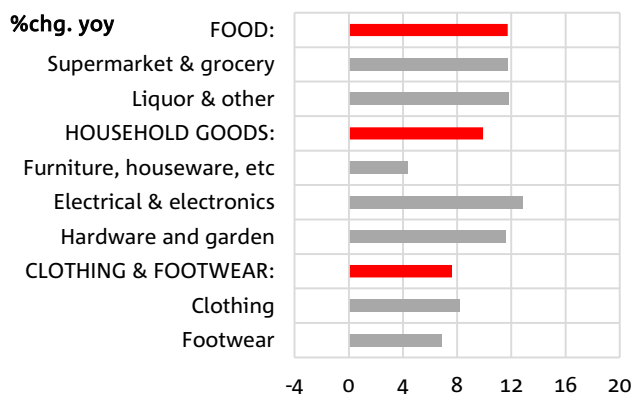 %chg. yoy
FOOD:
Supermarket & grocery
Liquor & other
HOUSEHOLD GOODS:
Furniture, houseware, etc
Electrical & electronics
Hardware and garden
CLOTHING & FOOTWEAR:
Clothing
Footwear
-4 0 4 8 12 16 20